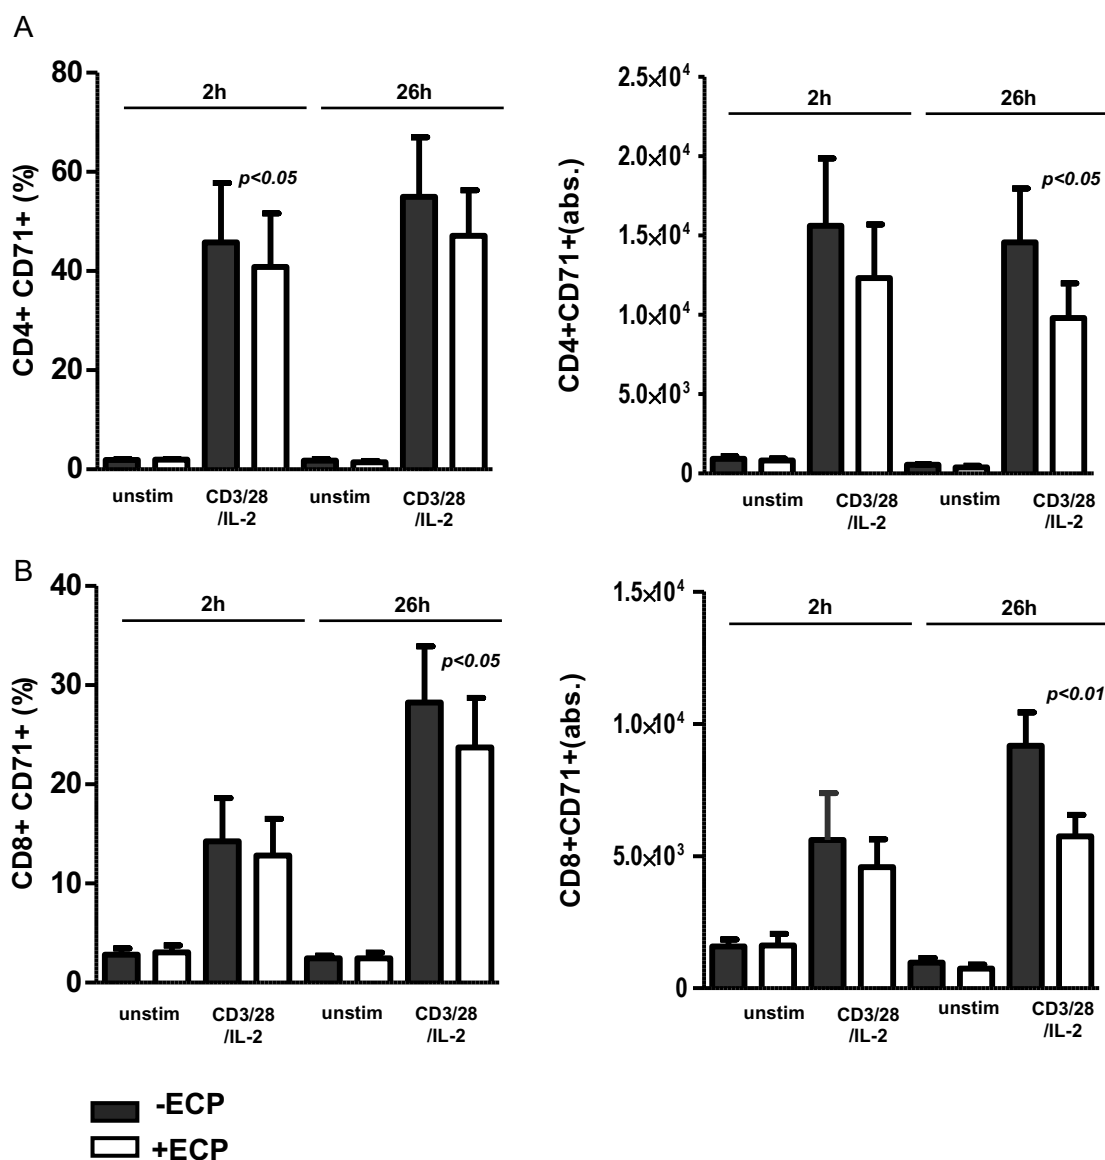 A
CD4+ CD71+ (%)
80
60
40
20
0
2h
26h
p<0.05
unstim
CD3/28
/IL-2
unstim
CD3/28
/IL-2
CD4+CD71+(abs.)
2.5×10⁴
2.0×10⁴
1.5×10⁴
1.0×10⁴
5.0×10³
0
2h
26h
p<0.05
unstim
CD3/28
/IL-2
unstim
CD3/28
/IL-2
B
CD8+ CD71+ (%)
40
30
20
10
0
2h
26h
p<0.05
unstim
CD3/28
/IL-2
unstim
CD3/28
/IL-2
CD8+CD71+(abs.)
1.5×10⁴
1.0×10⁴
5.0×10³
0
2h
26h
p<0.01
unstim
CD3/28
/IL-2
unstim
CD3/28
/IL-2
-ECP
+ECP